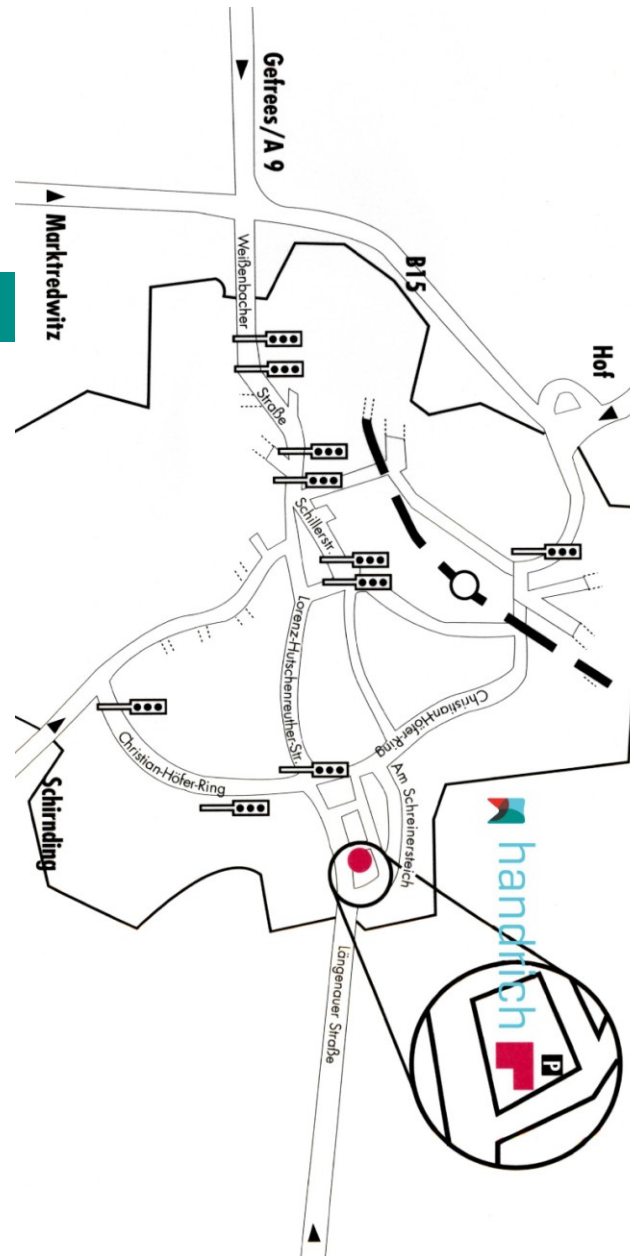 Gefrees/A 9
Marktredwitz
B15
Hof
Weißenbacher
Straße
Schillerstr.
Lorenz-Hutschenreuther-Str.
Christian-Höfer-Ring
Christian-Höfer-Ring
Am Schreinersteich
Schirnding
handrich
P
Längenauer Straße